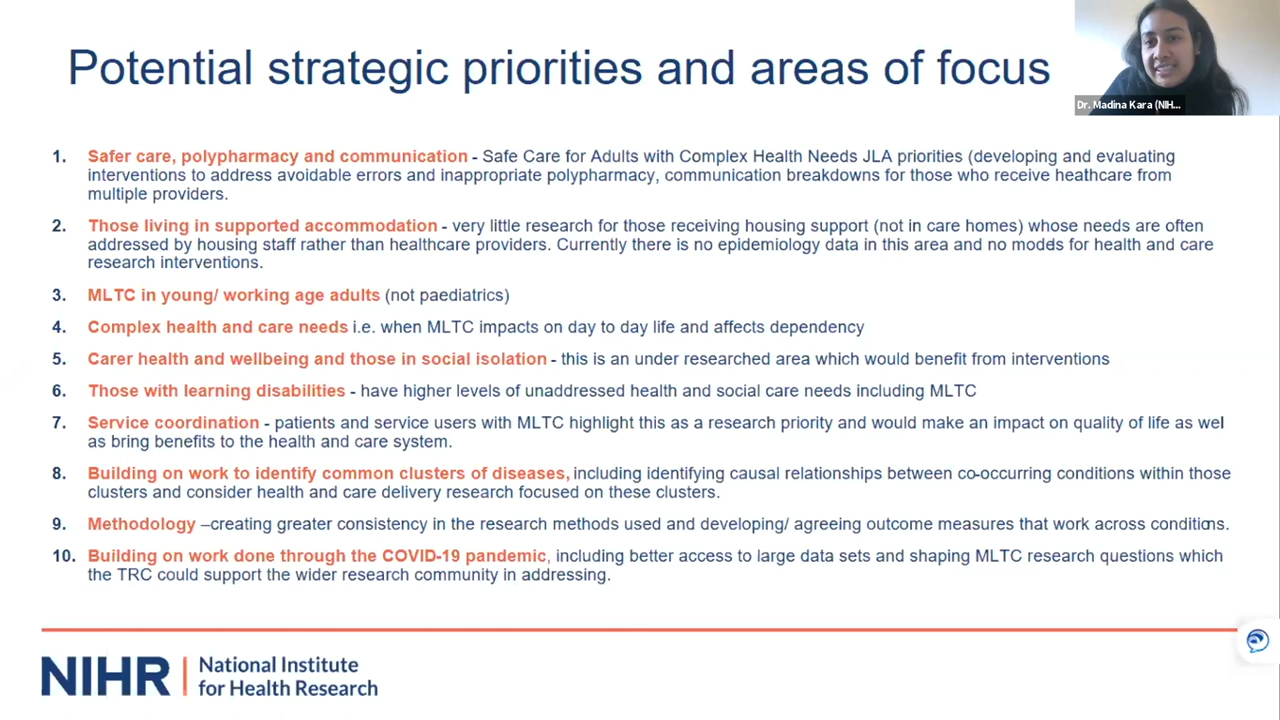 Potential strategic priorities and areas of focus
Dr. Madina Kara (NIH...
1. Safer care, polypharmacy and communication - Safe Care for Adults with Complex Health Needs JLA priorities (developing and evaluating
interventions to address avoidable errors and inappropriate polypharmacy, communication breakdowns for those who receive heathcare from
multiple providers.
2. Those living in supported accommodation - very little research for those receiving housing support (not in care homes) whose needs are often
addressed by housing staff rather than healthcare providers. Currently there is no epidemiology data in this area and no models for health and care
research interventions.
3. MLTC in young/ working age adults (not paediatrics)
4. Complex health and care needs i.e. when MLTC impacts on day to day life and affects dependency
5. Carer health and wellbeing and those in social isolation - this is an under researched area which would benefit from interventions
6. Those with learning disabilities - have higher levels of unaddressed health and social care needs including MLTC
7. Service coordination - patients and service users with MLTC highlight this as a research priority and would make an impact on quality of life as well
as bring benefits to the health and care system.
8. Building on work to identify common clusters of diseases, including identifying causal relationships between co-occurring conditions within those
clusters and consider health and care delivery research focused on these clusters.
9. Methodology –creating greater consistency in the research methods used and developing/ agreeing outcome measures that work across conditions.
10. Building on work done through the COVID-19 pandemic, including better access to large data sets and shaping MLTC research questions which
the TRC could support the wider research community in addressing.
NIHR | National Institute
for Health Research